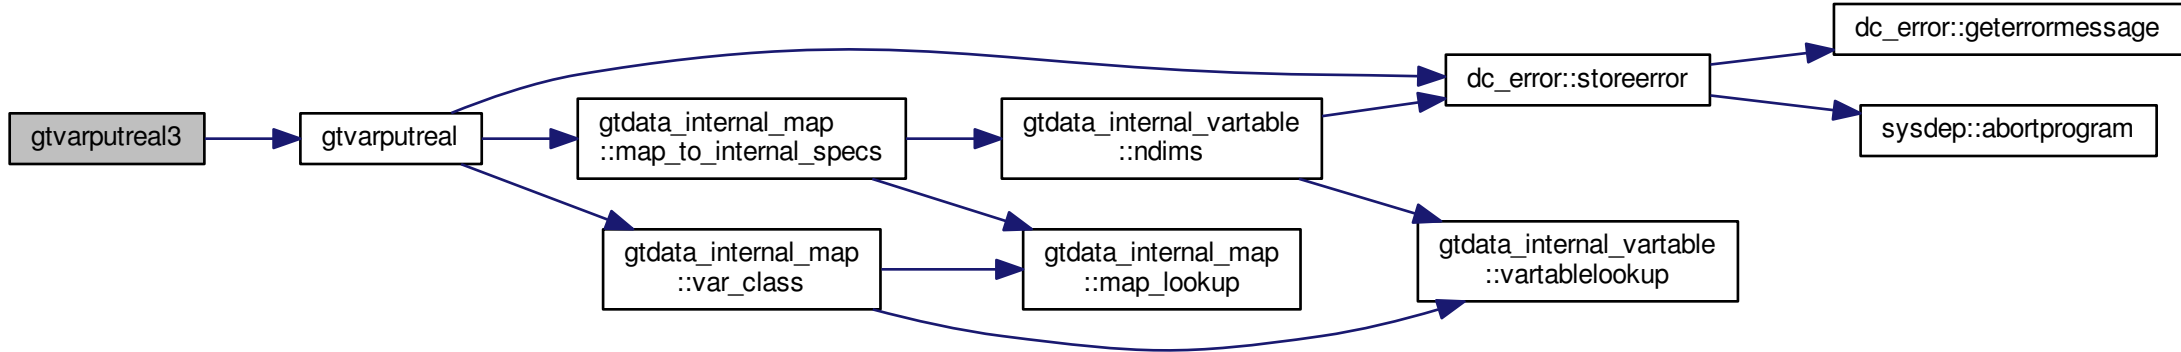 gtvarputreal3
gtvarputreal
gtdata_internal_map
::map_to_internal_specs
gtdata_internal_map
::var_class
gtdata_internal_vartable
::ndims
gtdata_internal_map
::map_lookup
dc_error::storeerror
gtdata_internal_vartable
::vartablelookup
dc_error::geterrormessage
sysdep::abortprogram